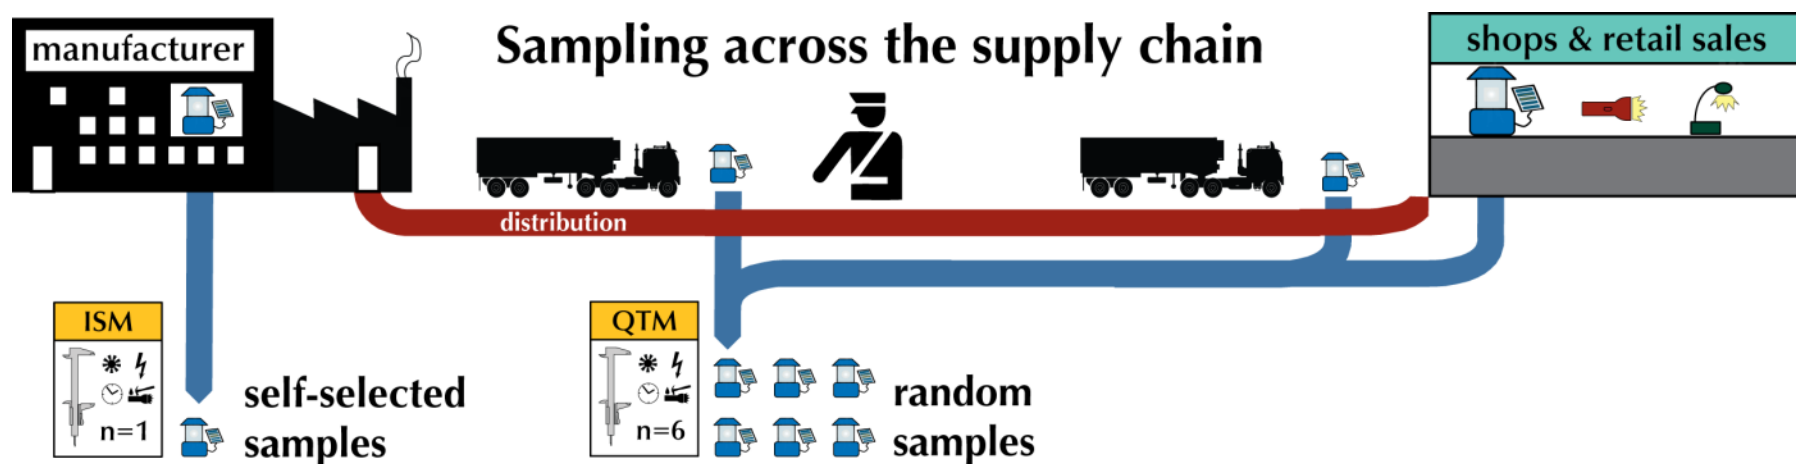 manufacturer
Sampling across the supply chain
shops & retail sales
distribution
ISM
n=1
self-selected
samples
QTM
n=6
random
samples